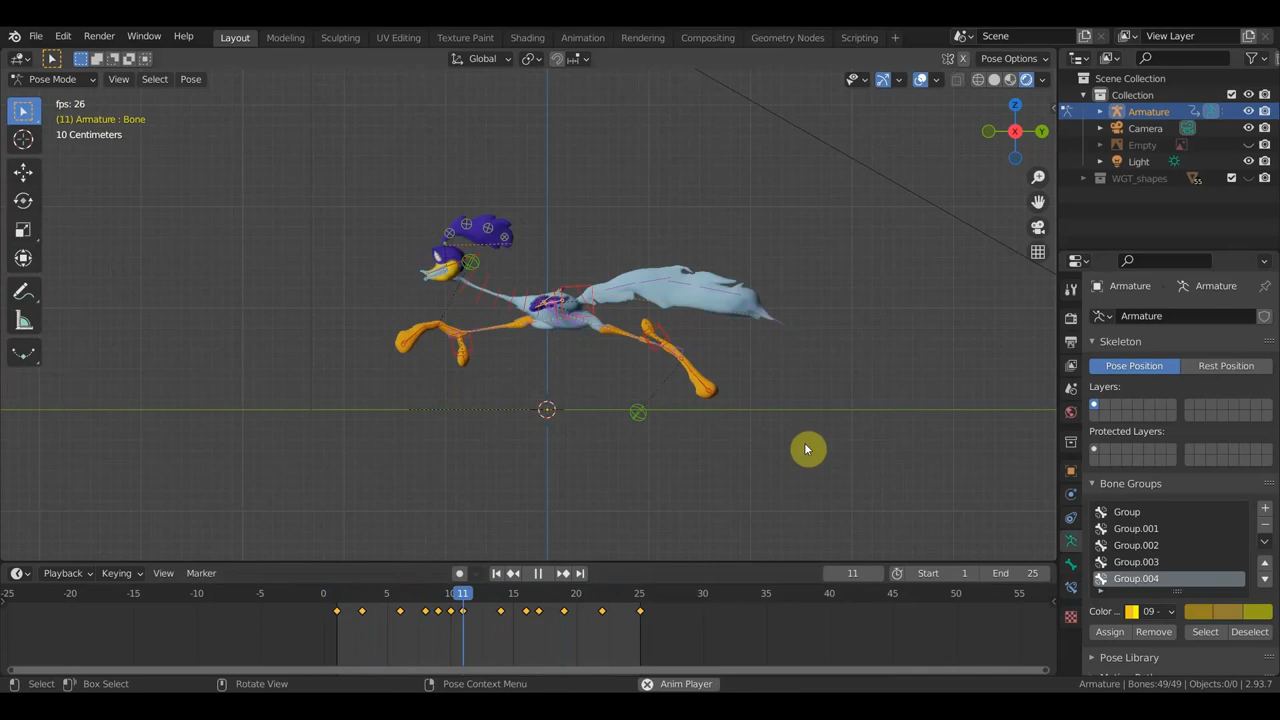 File Edit Render Window Help Layout Modeling Sculpting UV Editing Texture Paint Shading Animation Rendering Compositing Geometry Nodes Scripting + Scene View Layer
Global Pose Options
Pose Mode View Select Pose
fps: 26
(11) Armature : Bone
10 Centimeters
Z
X
Y
Scene Collection
Collection
Armature
Camera
Empty
Light
WGT_shapes 55
Armature Armature
Armature
Skeleton
Pose Position Rest Position
Layers:
Protected Layers:
Bone Groups
Group
Group.001
Group.002
Group.003
Group.004
Color ... 09 -
Assign Remove Select Deselect
Pose Library
Playback Keying View Marker 11 Start 1 End 25
-25 -20 -15 -10 -5 0 5 10 11 15 20 25 30 35 40 45 50 55
Select Box Select Rotate View Pose Context Menu Anim Player Armature | Bones:49/49 | Objects:0/0 | 2.93.7